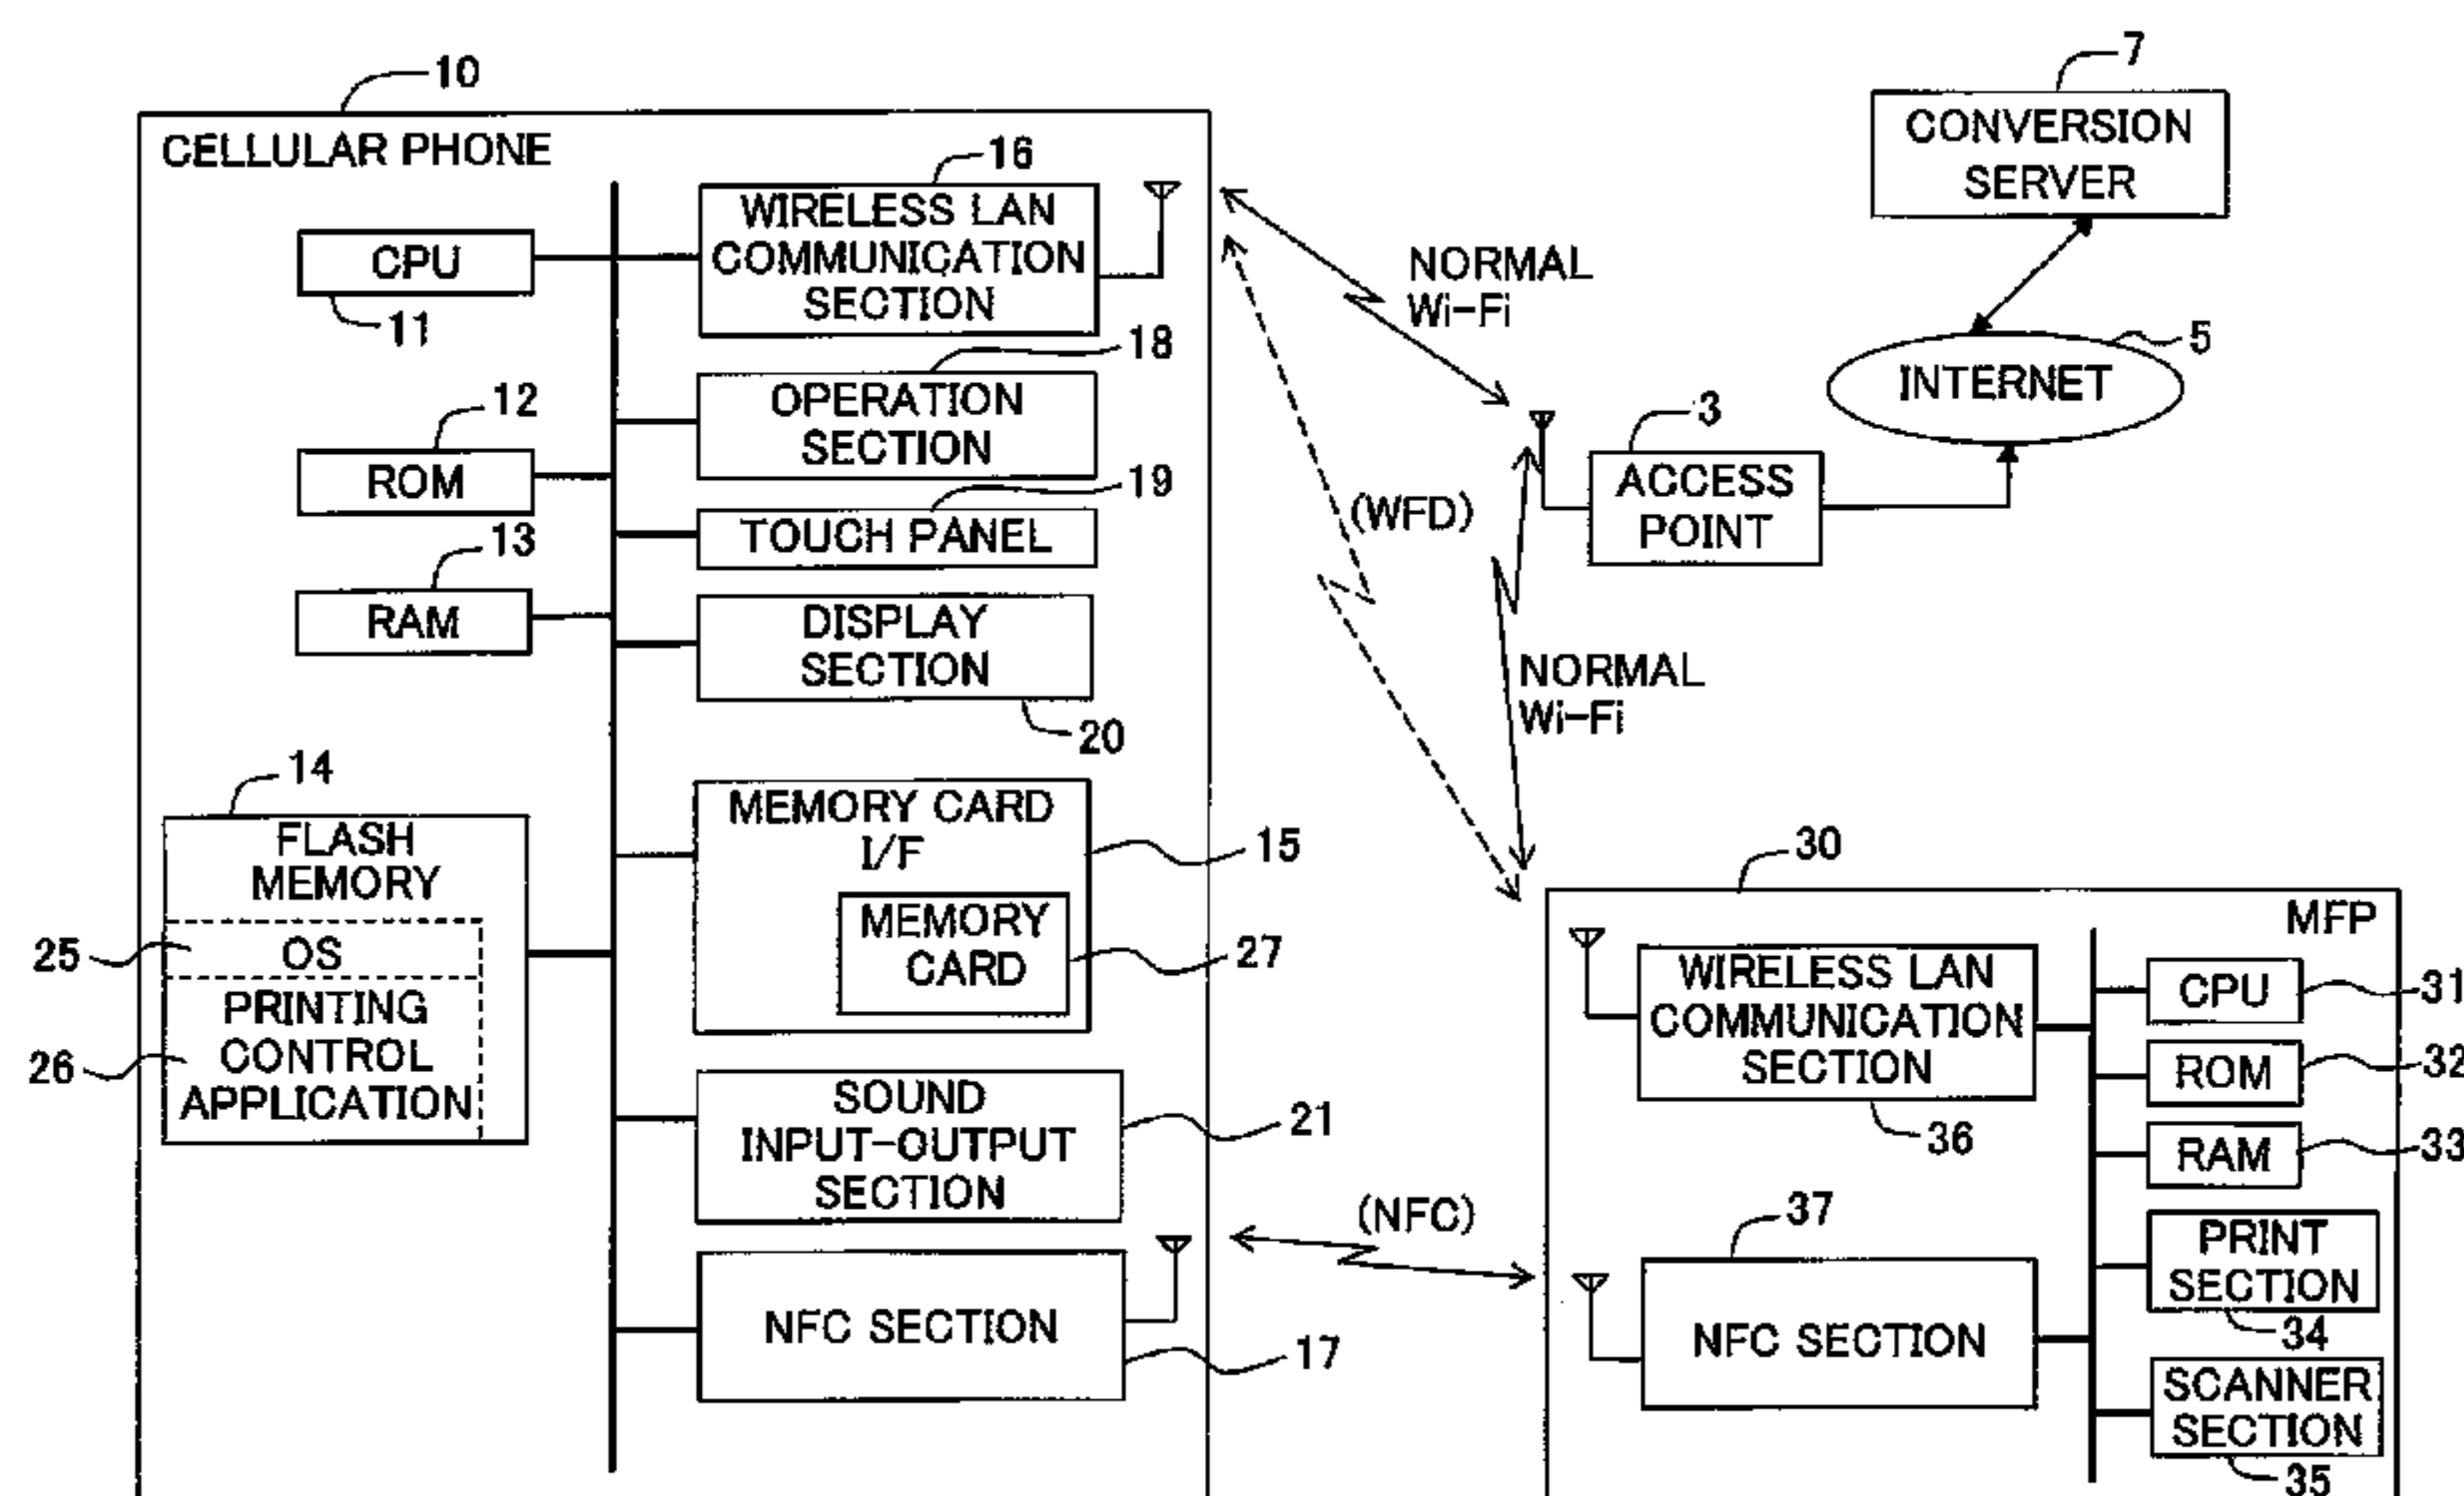 10
CELLULAR PHONE
CPU
11
12
ROM
13
RAM
14
FLASH
MEMORY
25
OS
26
PRINTING
CONTROL
APPLICATION
16
WIRELESS LAN
COMMUNICATION
SECTION
18
OPERATION
SECTION
19
TOUCH PANEL
DISPLAY
SECTION
20
MEMORY CARD
I/F
15
MEMORY
CARD
27
SOUND
INPUT-OUTPUT
SECTION
21
NFC SECTION
17
NORMAL
Wi-Fi
(WFD)
NORMAL
Wi-Fi
(NFC)
7
CONVERSION
SERVER
5
INTERNET
3
ACCESS
POINT
30
MFP
WIRELESS LAN
COMMUNICATION
SECTION
36
37
NFC SECTION
CPU
31
ROM
32
RAM
33
PRINT
SECTION
34
SCANNER
SECTION
35